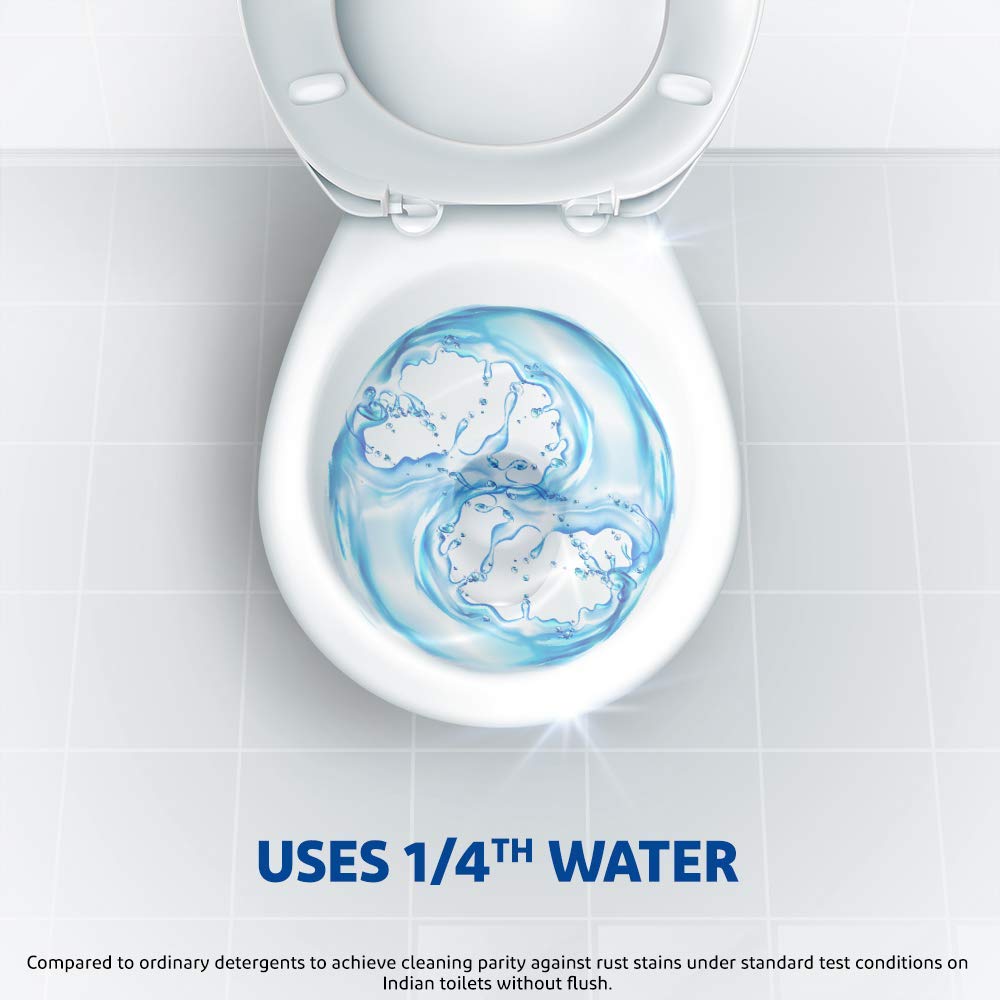 USES 1/4TH WATER
Compared to ordinary detergents to achieve cleaning parity against rust stains under standard test conditions on
Indian toilets without flush.